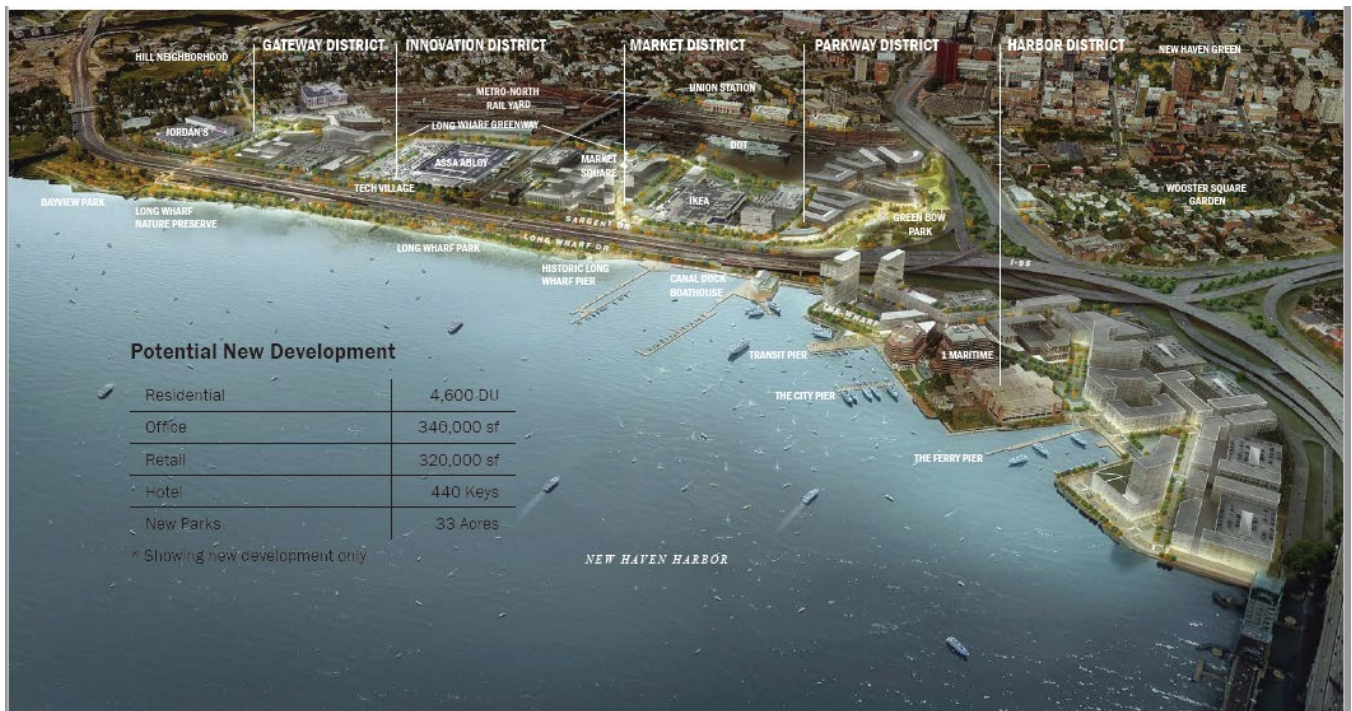 GATEWAY DISTRICT
INNOVATION DISTRICT
MARKET DISTRICT
PARKWAY DISTRICT
HARBOR DISTRICT
NEW HAVEN GREEN
HILL NEIGHBORHOOD
METRO-NORTH
RAIL YARD
UNION STATION
JORDAN'S
LONG WHARF GREENWAY
DOT
ASSA ABLOY
MARKET
SQUARE
TECH VILLAGE
IKEA
WOOSTER SQUARE
GARDEN
BAYVIEW PARK
LONG WHARF
NATURE PRESERVE
SARGENT DR
GREEN BOW
PARK
LONG WHARF PARK
LONG WHARF DR
I-95
HISTORIC LONG
WHARF PIER
CANAL DOCK
BOATHOUSE
THE WHARF
TRANSIT PIER
1 MARITIME
THE CITY PIER
THE FERRY PIER
Potential New Development
Residential 4,600 DU
Office 340,000 sf
Retail 320,000 sf
Hotel 440 Keys
New Parks 33 Acres
* Showing new development only
NEW HAVEN HARBOR